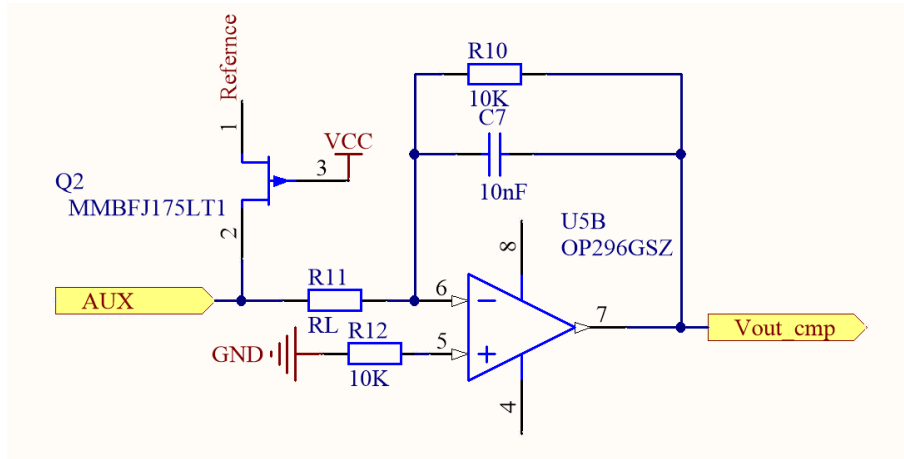 Refernce
1
R10
10K
C7
10nF
VCC
3
Q2
MMBFJ175LT1
2
U5B
OP296GSZ
8
AUX
R11
RL
6
−
7
Vout_cmp
GND
R12
10K
5
+
4